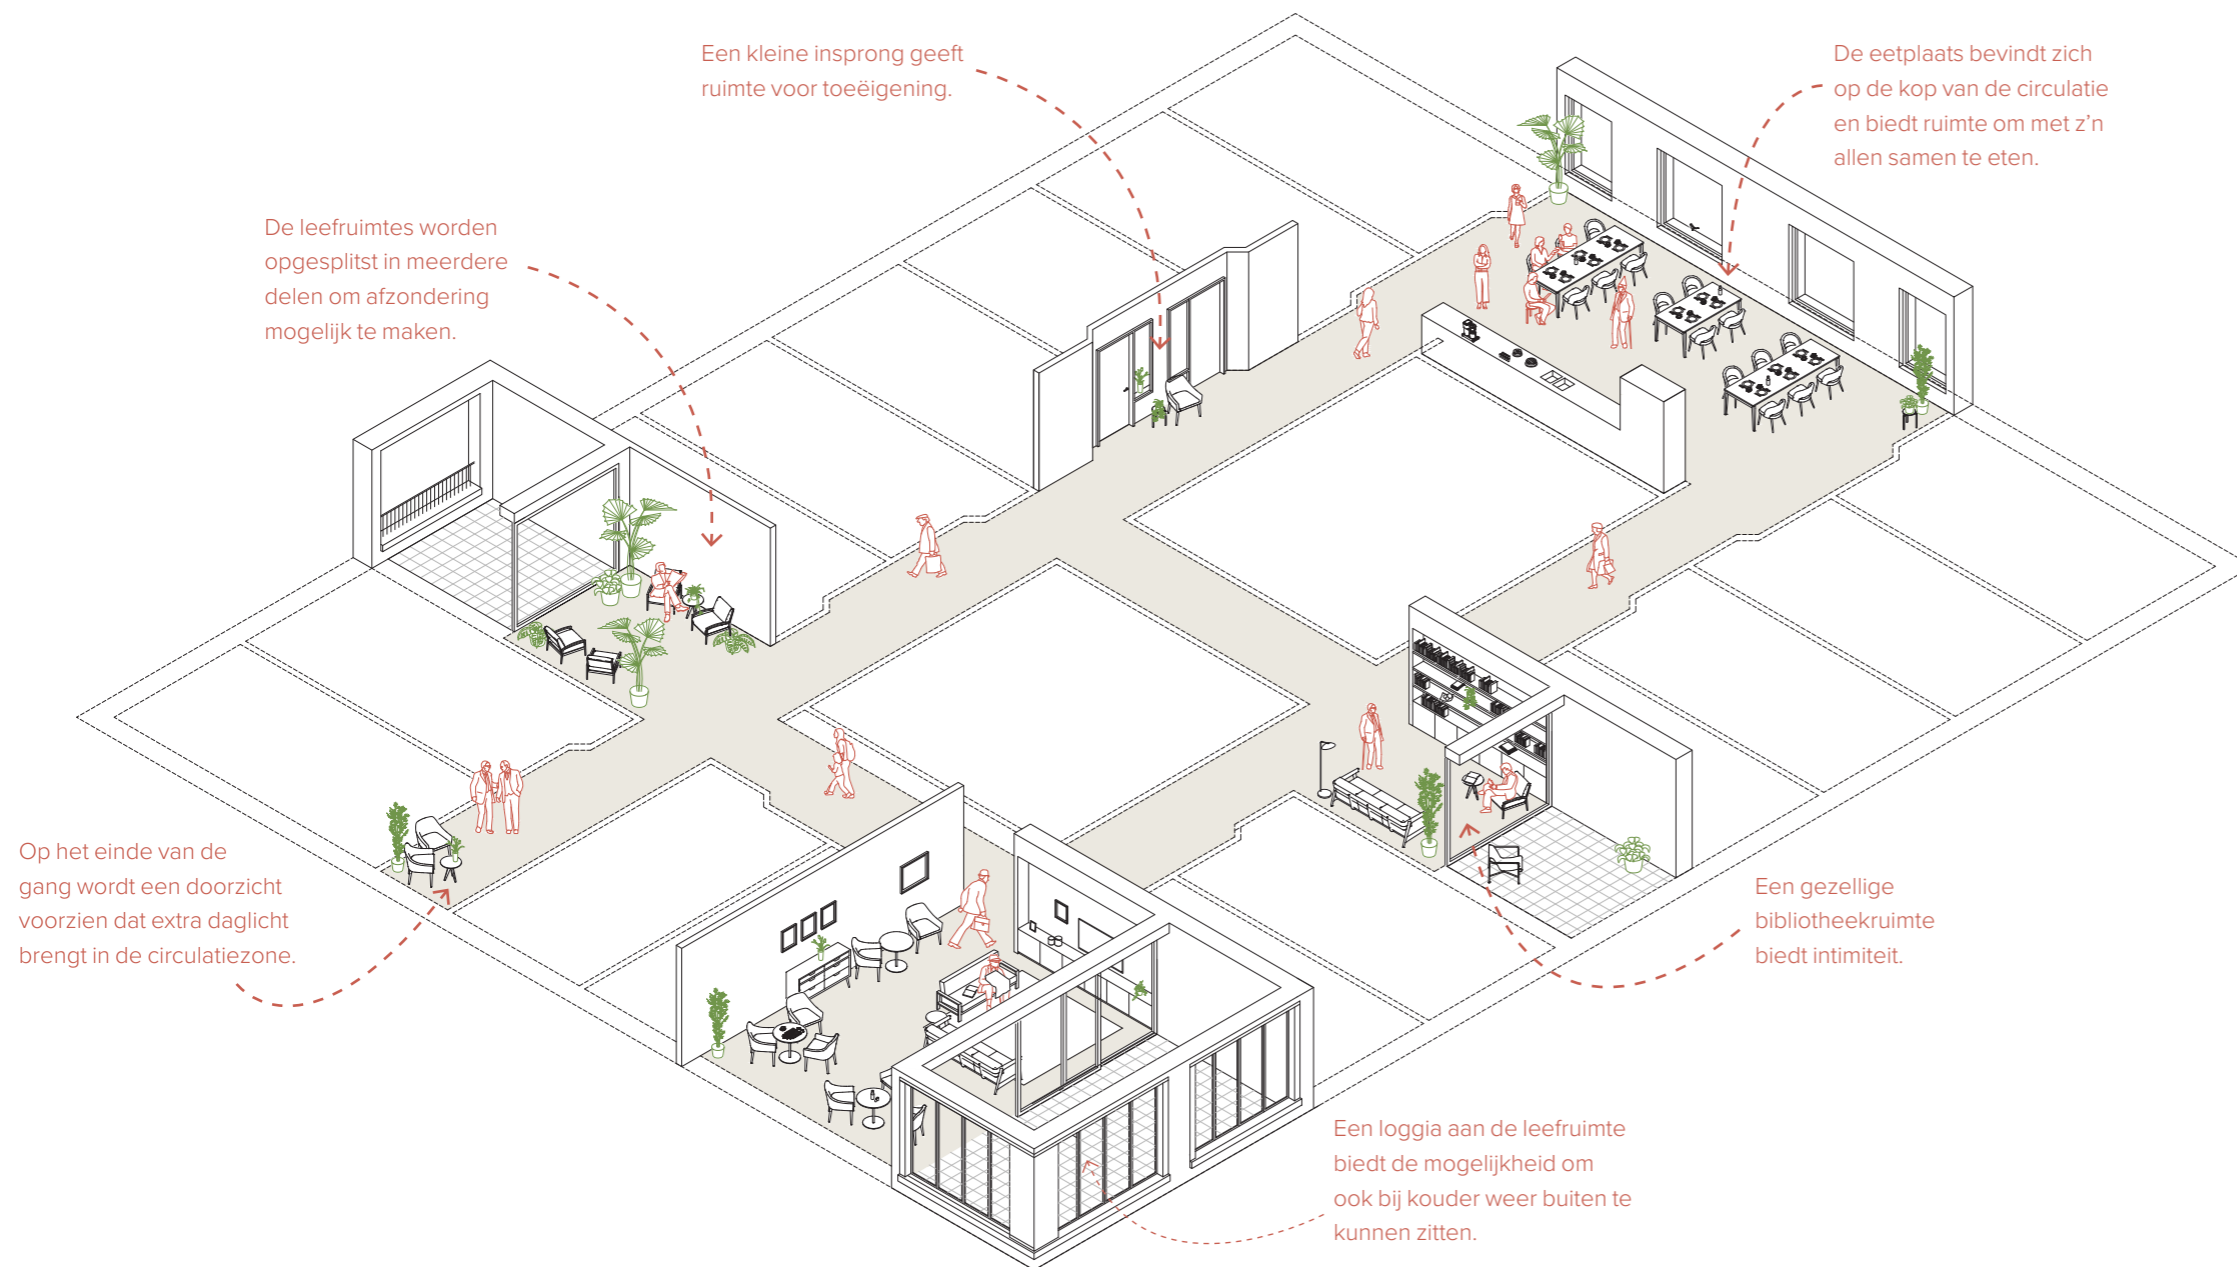 Een kleine insprong geeft
ruimte voor toeëigening.
De eetplaats bevindt zich
op de kop van de circulatie
en biedt ruimte om met z’n
allen samen te eten.
De leefruimtes worden
opgesplitst in meerdere
delen om afzondering
mogelijk te maken.
Op het einde van de
gang wordt een doorzicht
voorzien dat extra daglicht
brengt in de circulatiezone.
Een gezellige
bibliotheekruimte
biedt intimiteit.
Een loggia aan de leefruimte
biedt de mogelijkheid om
ook bij kouder weer buiten te
kunnen zitten.